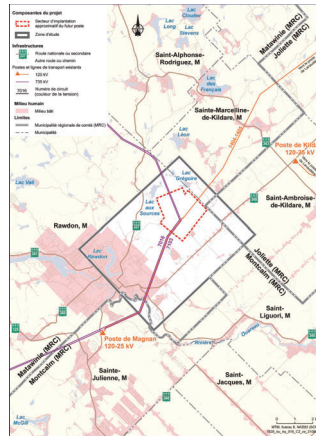 Composantes du projet
Secteur d'implantation
approximatif du futur poste
Zone d'étude
Infrastructures
Route nationale ou secondaire
Autre route ou chemin
Postes et lignes de transport existants
120 kV
735 kV
7016
Numéro de circuit
(couleur de la tension)
Milieu humain
Milieu bâti
Limites
Municipalité régionale de comté (MRC)
Municipalité
Lac
Cloutier
Lac
Long
Lac
Stevens
Matawinie (MRC)
Joliette (MRC)
Saint-Alphonse-
Rodriguez, M
Lac
des
Français
Sainte-Marcelline-
de-Kildare, M
Lac
Léon
Poste de Kild
120-25 kV
Lac Vail
Lac
Grégoire
Lac
aux
Sources
Saint-Ambroise-
de-Kildare, M
Rawdon, M
Lac
Rawdon
7016
Joliette (MRC)
Montcalm (MRC)
Saint-
Liguori, M
Poste de Magnan
120-25 kV
Rivière
Ouareau
Matawinie (MRC)
Montcalm (MRC)
Sainte-
Julienne, M
Saint-
Jacques, M
Lac
McGill